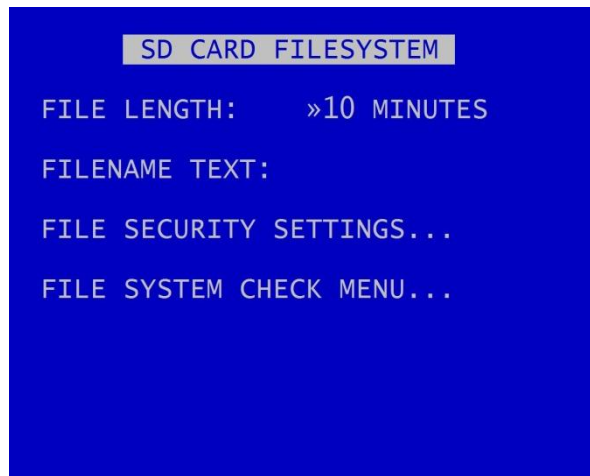 SD CARD FILESYSTEM
FILE LENGTH: »10 MINUTES
FILENAME TEXT:
FILE SECURITY SETTINGS...
FILE SYSTEM CHECK MENU...